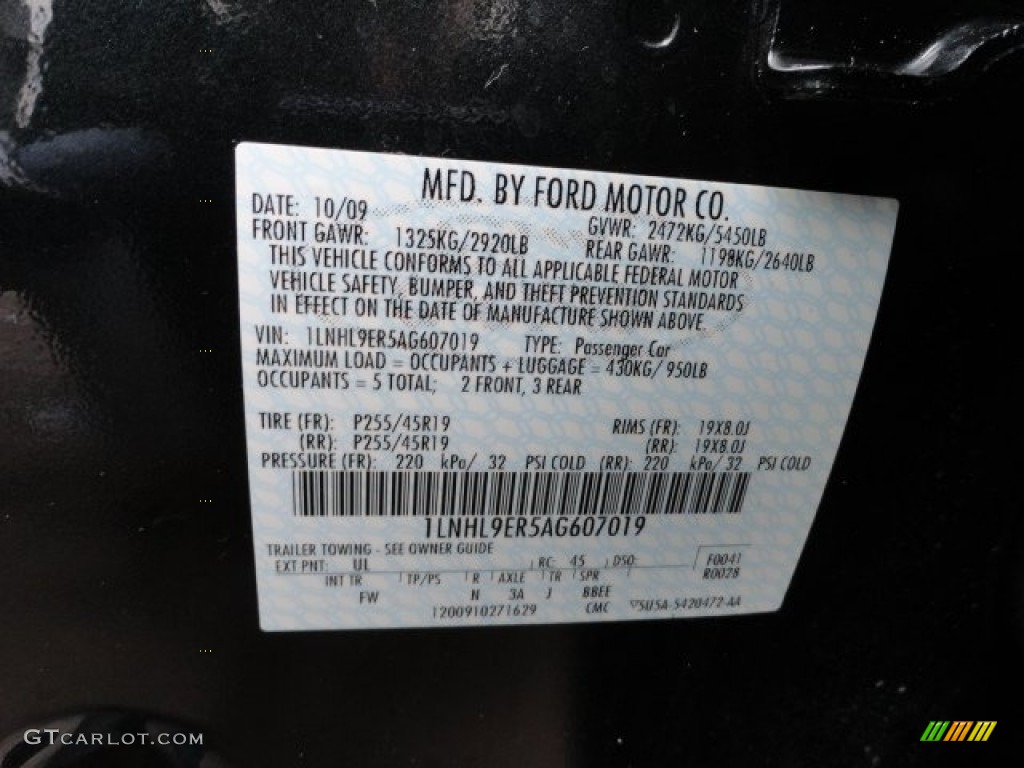 MFD. BY FORD MOTOR CO.
DATE: 10/09 GVWR: 2472KG/5450LB
FRONT GAWR: 1325KG/2920LB REAR GAWR: 1198KG/2640LB
THIS VEHICLE CONFORMS TO ALL APPLICABLE FEDERAL MOTOR
VEHICLE SAFETY, BUMPER, AND THEFT PREVENTION STANDARDS
IN EFFECT ON THE DATE OF MANUFACTURE SHOWN ABOVE.
VIN: 1LNHL9ER5AG607019 TYPE: Passenger Car
MAXIMUM LOAD = OCCUPANTS + LUGGAGE = 430KG/ 950LB
OCCUPANTS = 5 TOTAL; 2 FRONT, 3 REAR
TIRE (FR): P255/45R19 RIMS (FR): 19X8.0J
(RR): P255/45R19 (RR): 19X8.0J
PRESSURE (FR): 220 kPa/ 32 PSI COLD (RR): 220 kPa/ 32 PSI COLD
1LNHL9ER5AG607019
TRAILER TOWING - SEE OWNER GUIDE
EXT PNT: UL RC: 45 DSO: F0041
INT TR TP/PS R AXLE TR SPR R0028
FW N 3A J BBEE
1200910271629 CMC ▽5U5A-5420472-AA
GTCARLOT.COM